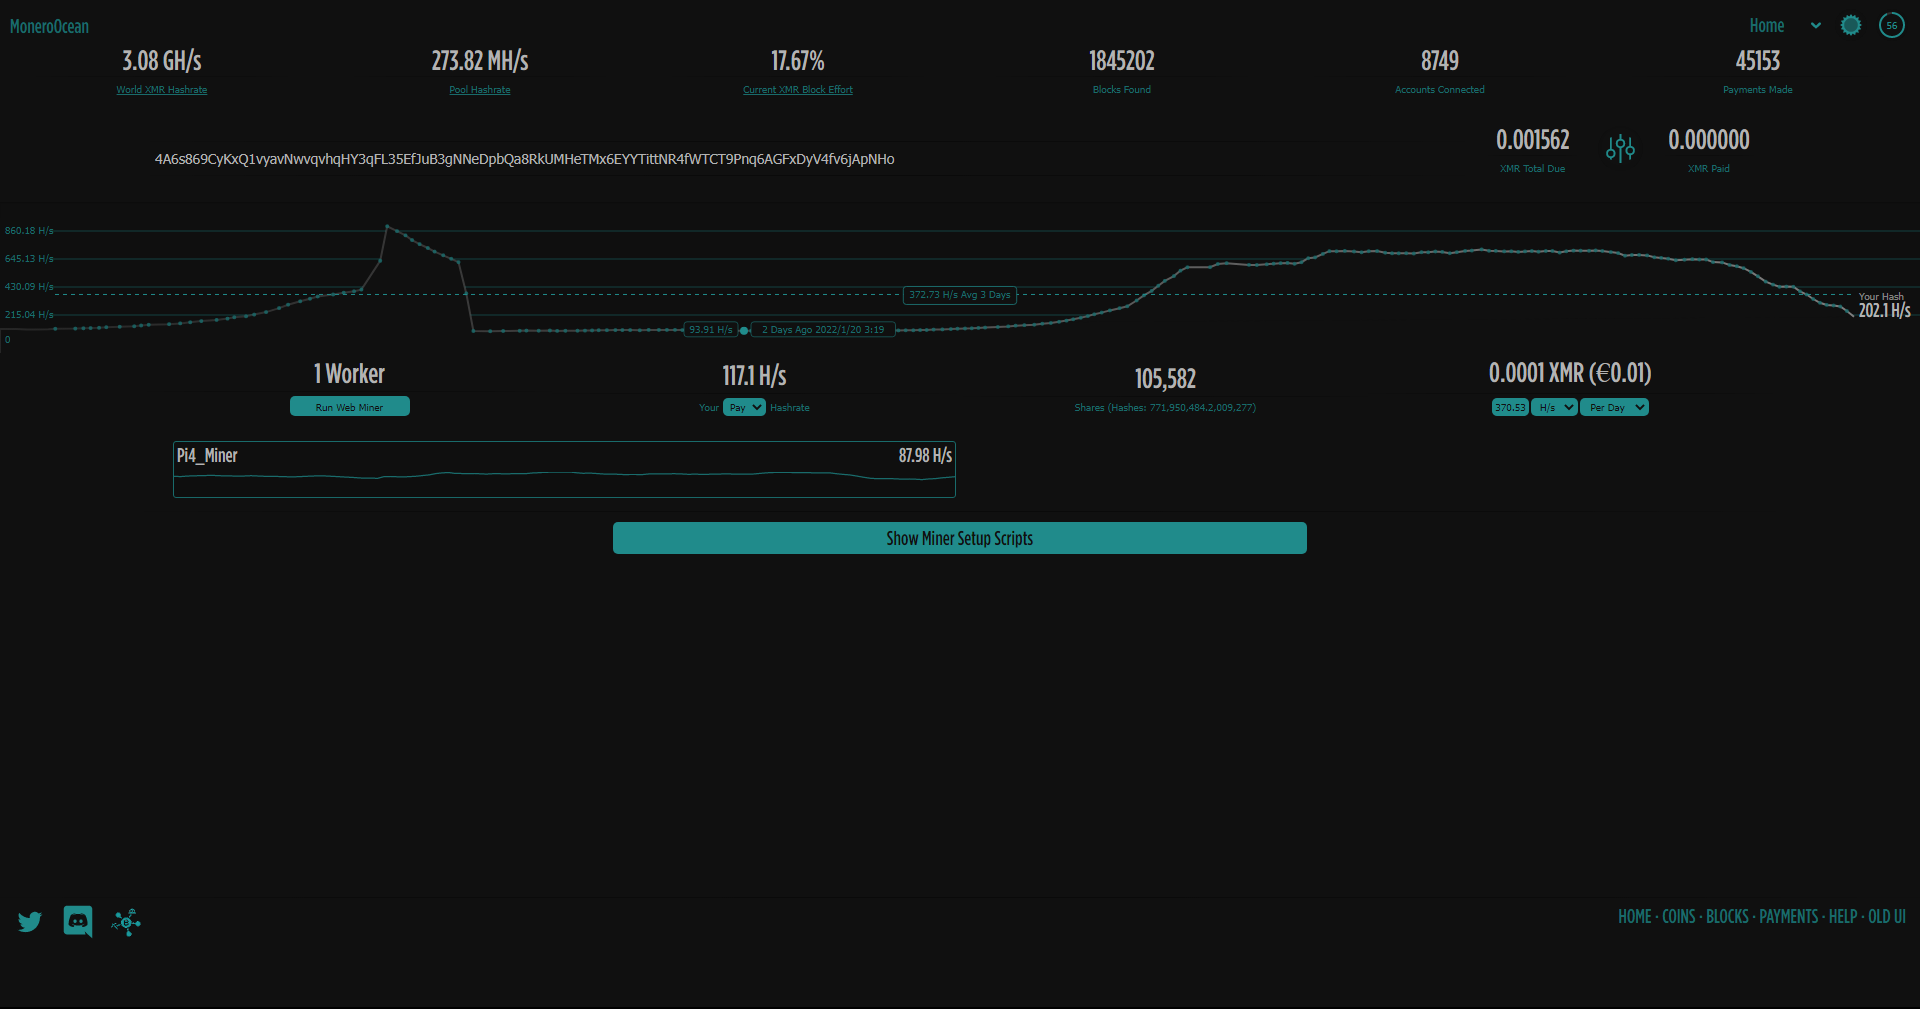 MoneroOcean
Home
56
3.08 GH/s
273.82 MH/s
17.67%
1845202
8749
45153
World XMR Hashrate
Pool Hashrate
Current XMR Block Effort
Blocks Found
Accounts Connected
Payments Made
4A6s869CyKxQ1vyavNwvqvhqHY3qFL35EfJuB3gNNeDpbQa8RkUMHeTMx6EYYTittNR4fWTCT9Pnq6AGFxDyV4fv6jApNHo
0.001562
XMR Total Due
0.000000
XMR Paid
860.18 H/s
645.13 H/s
430.09 H/s
215.04 H/s
0
372.73 H/s Avg 3 Days
93.91 H/s
2 Days Ago 2022/1/20 3:19
Your Hash
202.1 H/s
1 Worker
Run Web Miner
117.1 H/s
Your Pay Hashrate
105,582
Shares (Hashes: 771,950,484.2,009,277)
0.0001 XMR (€0.01)
370.53 H/s Per Day
Pi4_Miner
87.98 H/s
Show Miner Setup Scripts
HOME · COINS · BLOCKS · PAYMENTS · HELP · OLD UI